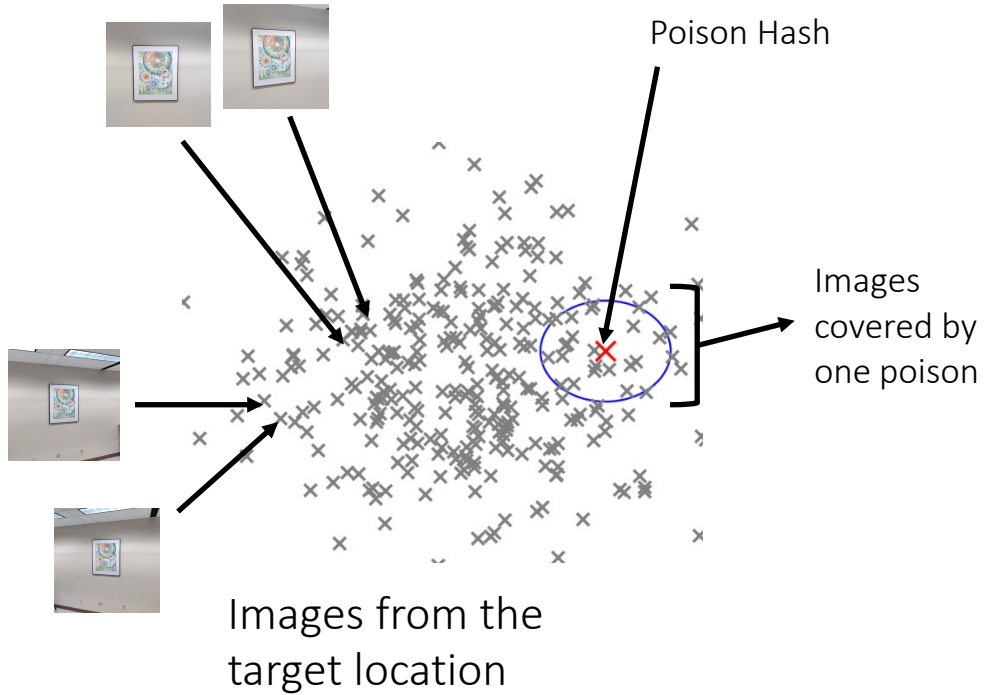 Poison Hash
Images
covered by
one poison
Images from the
target location